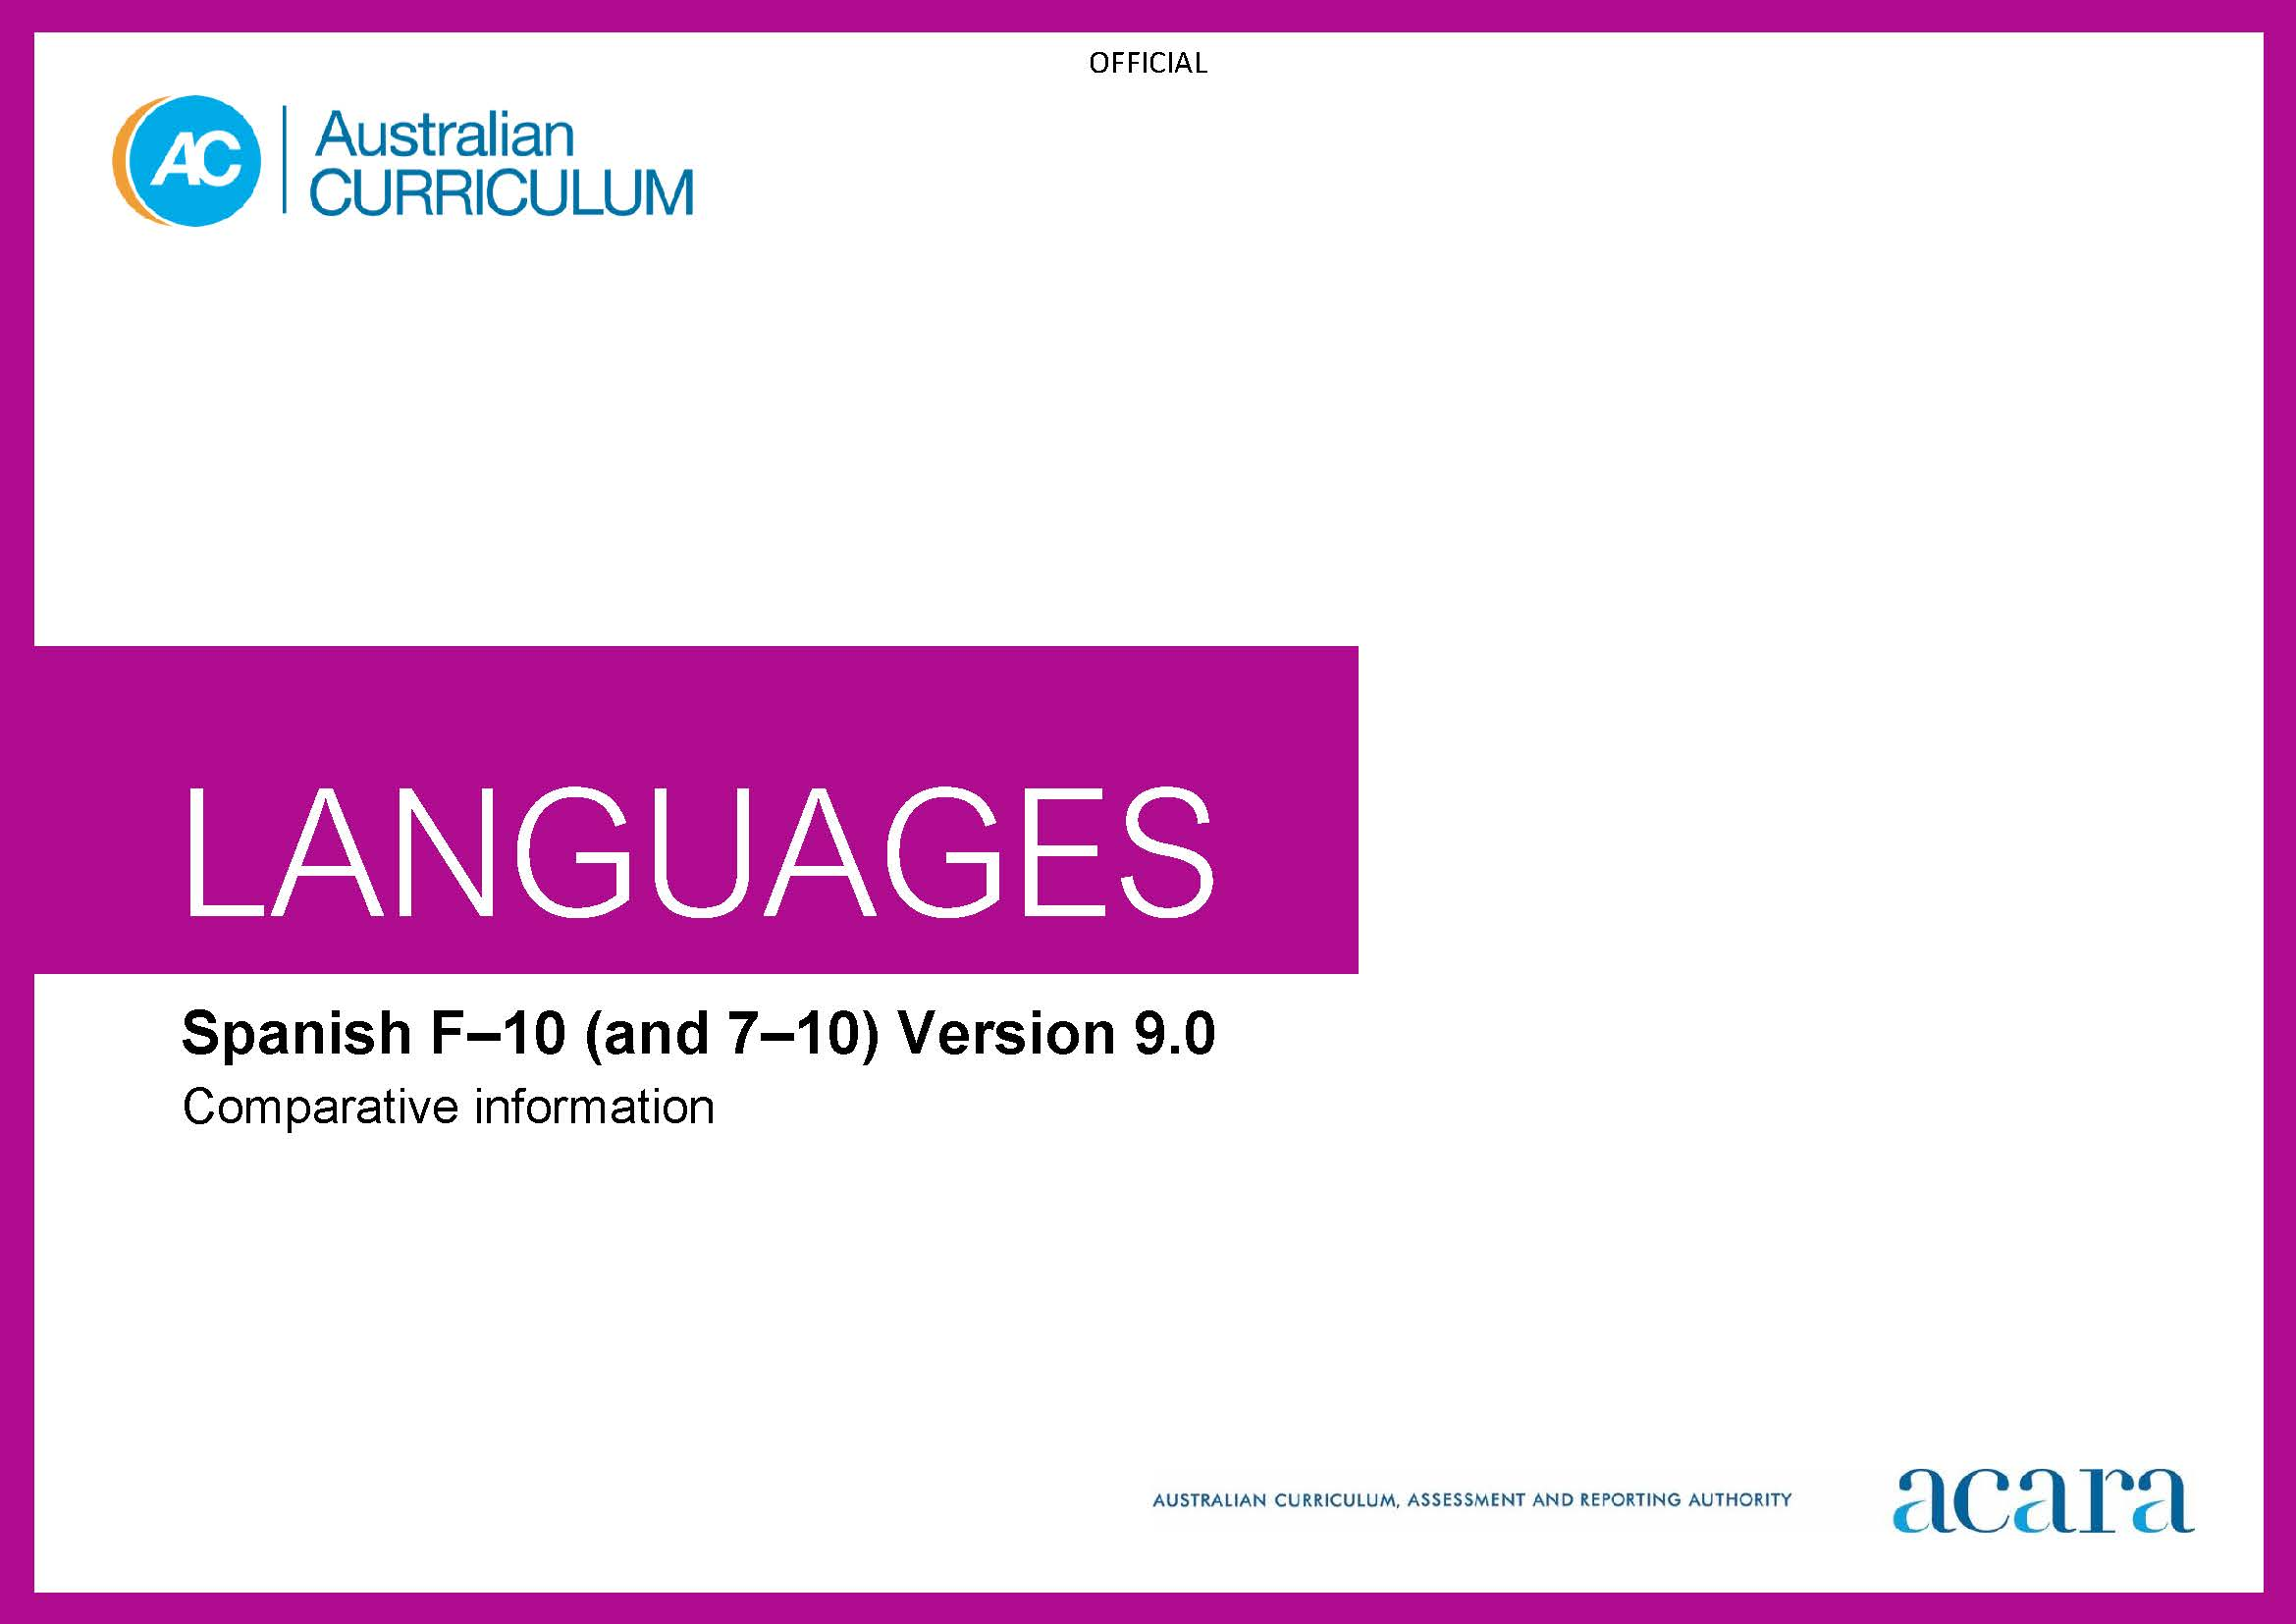 OFFICIAL
AC
Australian
CURRICULUM
LANGUAGES
Spanish F–10 (and 7–10) Version 9.0
Comparative information
AUSTRALIAN CURRICULUM, ASSESSMENT AND REPORTING AUTHORITY
acara